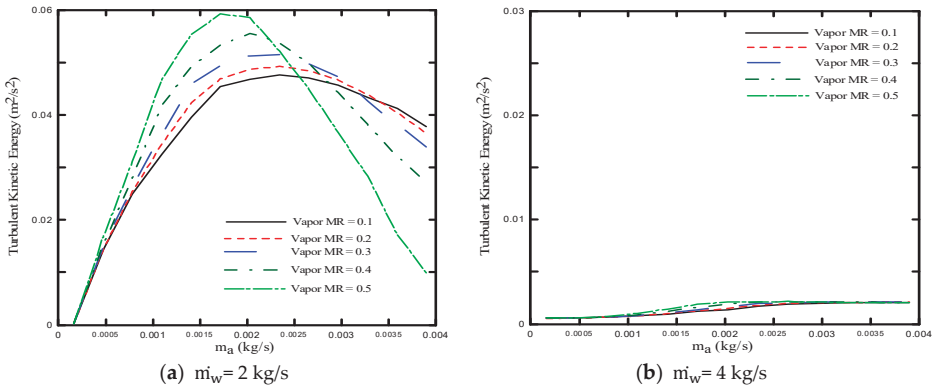 Turbulent Kinetic Energy (m²/s²)
0.06
0.04
0.02
0
Vapor MR = 0.1
Vapor MR = 0.2
Vapor MR = 0.3
Vapor MR = 0.4
Vapor MR = 0.5
0 0.0005 0.001 0.0015 0.002 0.0025 0.003 0.0035 0.004
mₐ (kg/s)
(a) ṁw= 2 kg/s
Turbulent Kinetic Energy (m²/s²)
0.03
0.02
0.01
0
Vapor MR = 0.1
Vapor MR = 0.2
Vapor MR = 0.3
Vapor MR = 0.4
Vapor MR = 0.5
0 0.0005 0.001 0.0015 0.002 0.0025 0.003 0.0035 0.004
mₐ (kg/s)
(b) ṁw= 4 kg/s